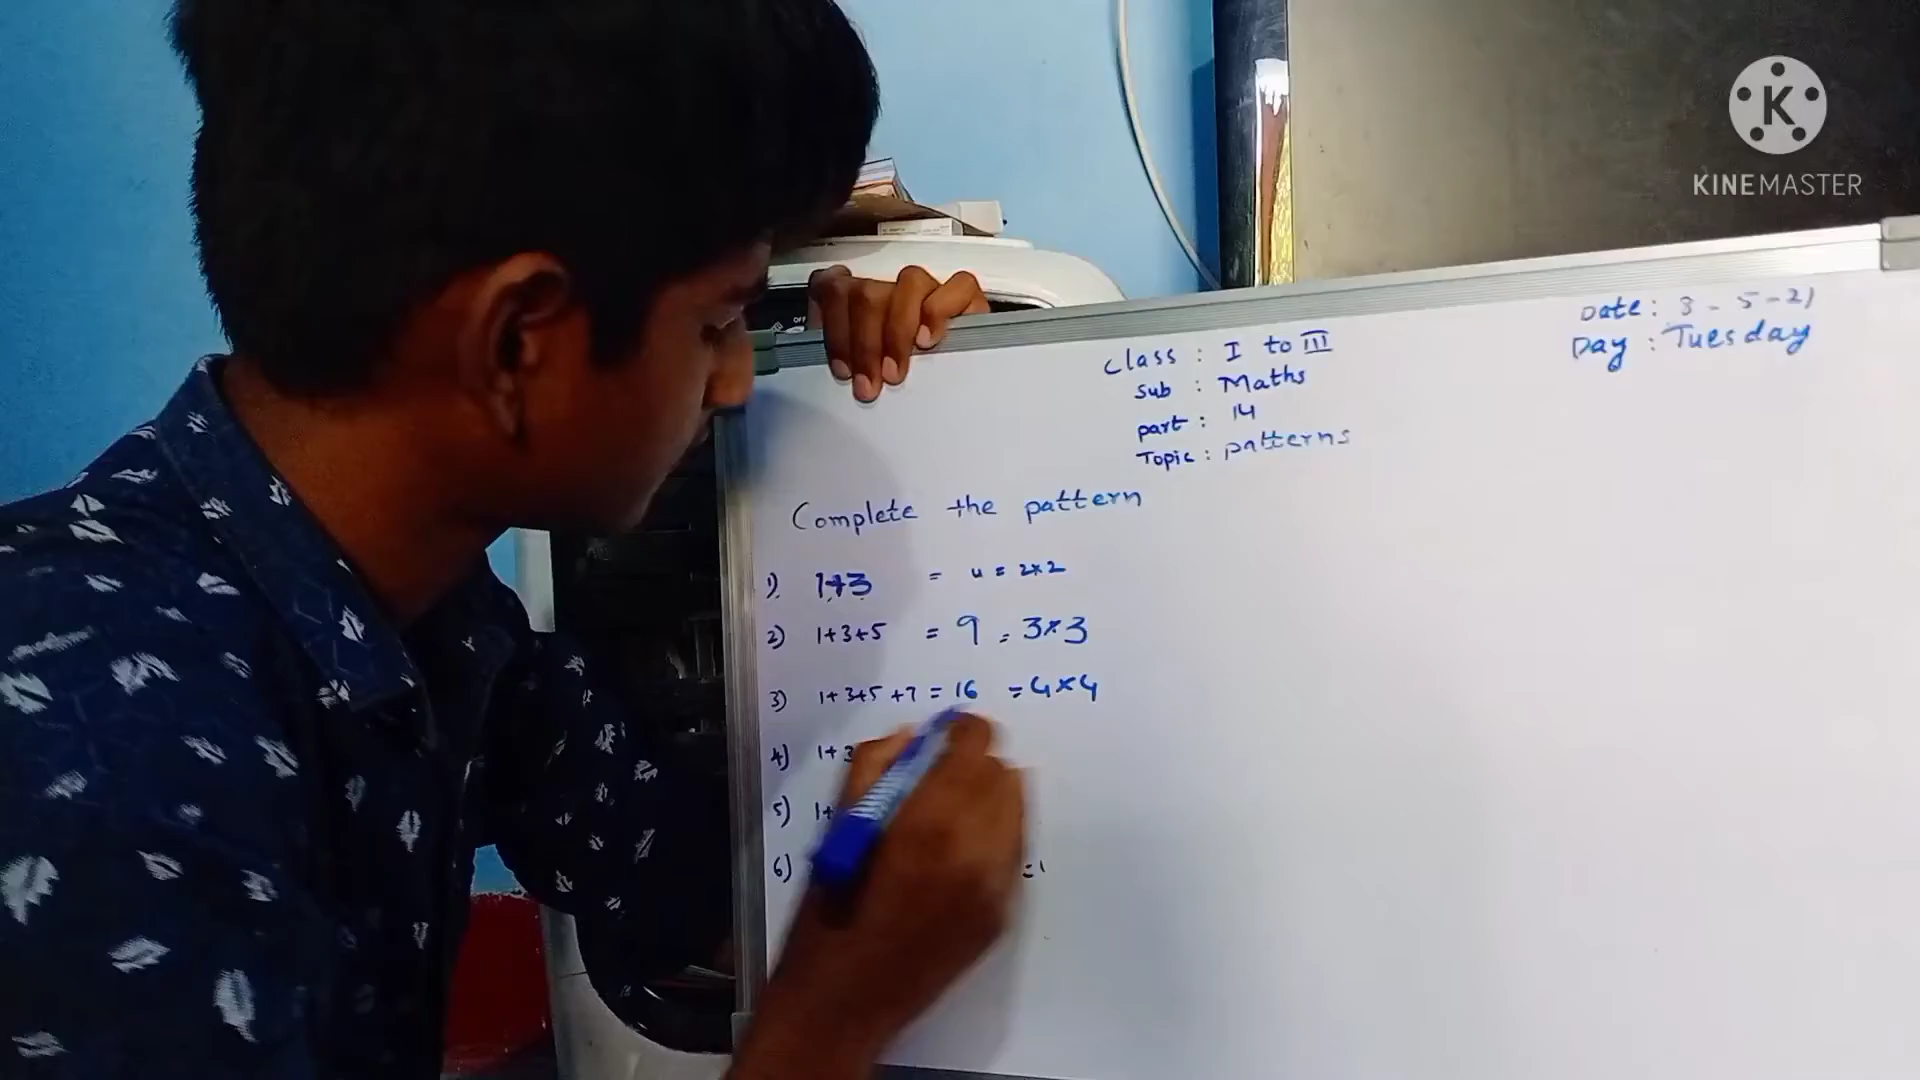 KINEMASTER
OFF
Date: 3-5-21
Day : Tuesday
Class : I to III
Sub : Maths
part : 14
Topic : patterns
Complete the pattern
1) 1+3 = 4 = 2×2
2) 1+3+5 = 9 = 3×3
3) 1+3+5+7 = 16 = 4×4
4) 1+3
5) 1+
6) =1